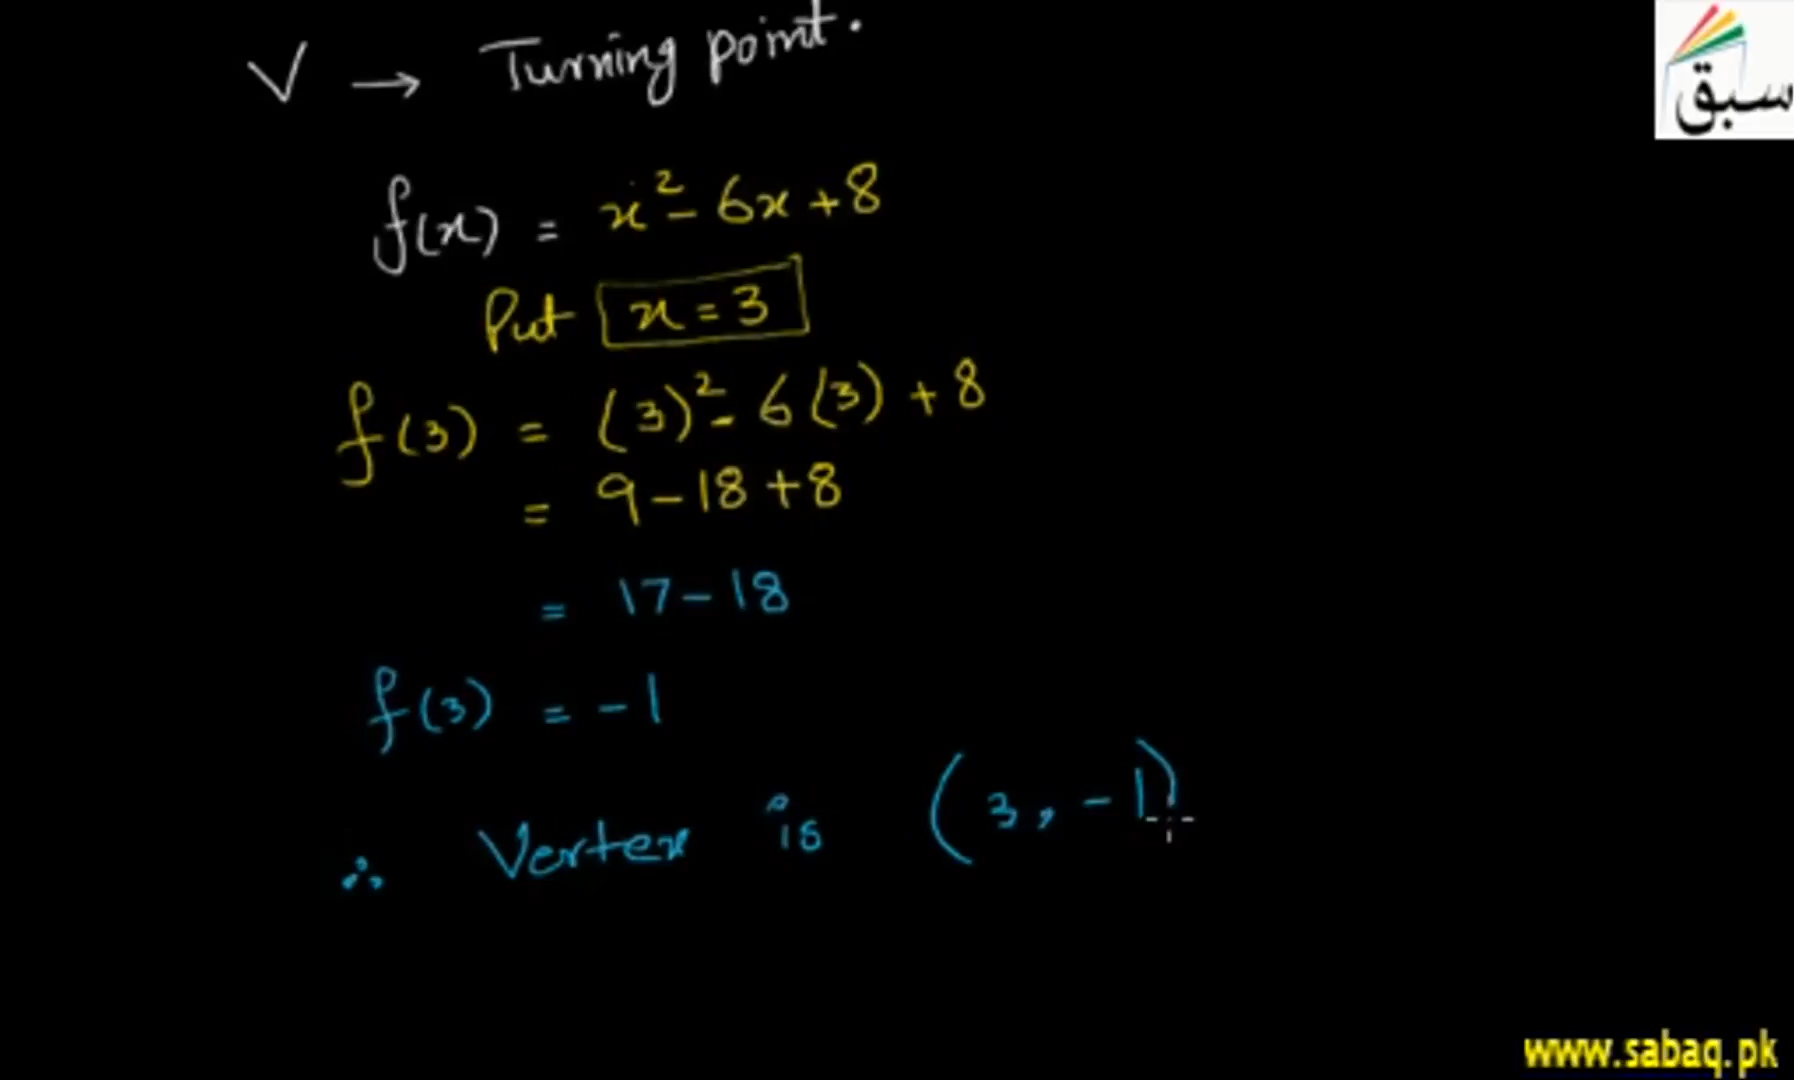 V → Turning point.
سبق
f(x) = x² - 6x + 8
Put x = 3
f(3) = (3)² - 6(3) + 8
= 9 - 18 + 8
= 17 - 18
f(3) = -1
∴ Vertex is (3, -1)
www.sabaq.pk